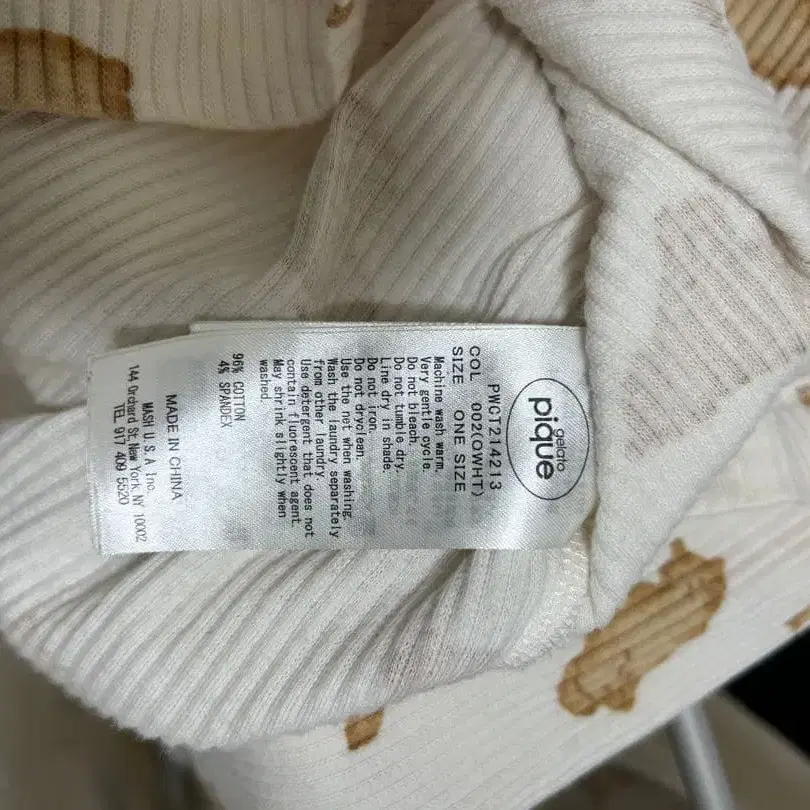 gelato
pique
PWCT214213
COL 002(OWHT)
SIZE ONE SIZE
Machine wash warm.
Very gentle cycle.
Do not bleach.
Do not tumble dry.
Line dry in shade.
Do not iron.
Do not dryclean.
Use the net when washing.
Wash the laundry separately
from other laundry.
Use detergent that does not
contain fluorescent agent.
May shrink slightly when
washed.
96% COTTON
4% SPANDEX
MADE IN CHINA
MASH U.S.A Inc.
144 Orchard St, New York, NY 10002
TEL 917 409 5520